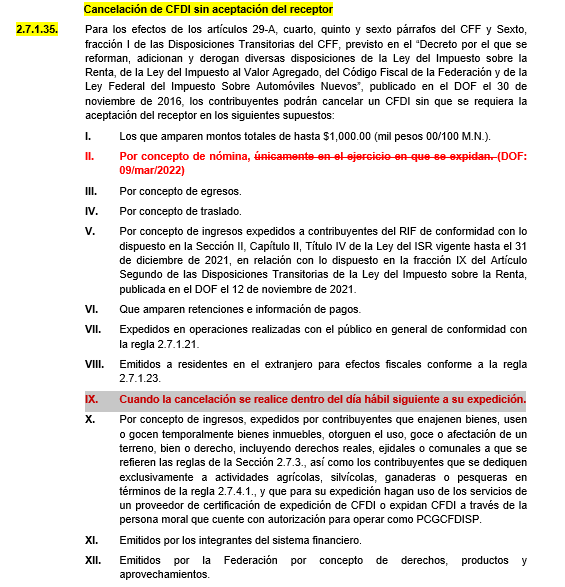 Cancelación de CFDI sin aceptación del receptor
2.7.1.35. Para los efectos de los artículos 29-A, cuarto, quinto y sexto párrafos del CFF y Sexto,
fracción I de las Disposiciones Transitorias del CFF, previsto en el “Decreto por el que se
reforman, adicionan y derogan diversas disposiciones de la Ley del Impuesto sobre la
Renta, de la Ley del Impuesto al Valor Agregado, del Código Fiscal de la Federación y de la
Ley Federal del Impuesto Sobre Automóviles Nuevos”, publicado en el DOF el 30 de
noviembre de 2016, los contribuyentes podrán cancelar un CFDI sin que se requiera la
aceptación del receptor en los siguientes supuestos:
I. Los que amparen montos totales de hasta $1,000.00 (mil pesos 00/100 M.N.).
II. Por concepto de nómina, únicamente en el ejercicio en que se expidan. (DOF:
09/mar/2022)
III. Por concepto de egresos.
IV. Por concepto de traslado.
V. Por concepto de ingresos expedidos a contribuyentes del RIF de conformidad con lo
dispuesto en la Sección II, Capítulo II, Título IV de la Ley del ISR vigente hasta el 31
de diciembre de 2021, en relación con lo dispuesto en la fracción IX del Artículo
Segundo de las Disposiciones Transitorias de la Ley del Impuesto sobre la Renta,
publicada en el DOF el 12 de noviembre de 2021.
VI. Que amparen retenciones e información de pagos.
VII. Expedidos en operaciones realizadas con el público en general de conformidad con
la regla 2.7.1.21.
VIII. Emitidos a residentes en el extranjero para efectos fiscales conforme a la regla
2.7.1.23.
IX. Cuando la cancelación se realice dentro del día hábil siguiente a su expedición.
X. Por concepto de ingresos, expedidos por contribuyentes que enajenen bienes, usen
o gocen temporalmente bienes inmuebles, otorguen el uso, goce o afectación de un
terreno, bien o derecho, incluyendo derechos reales, ejidales o comunales a que se
refieren las reglas de la Sección 2.7.3., así como los contribuyentes que se dediquen
exclusivamente a actividades agrícolas, silvícolas, ganaderas o pesqueras en
términos de la regla 2.7.4.1., y que para su expedición hagan uso de los servicios de
un proveedor de certificación de expedición de CFDI o expidan CFDI a través de la
persona moral que cuente con autorización para operar como PCGCFDISP.
XI. Emitidos por los integrantes del sistema financiero.
XII. Emitidos por la Federación por concepto de derechos, productos y
aprovechamientos.